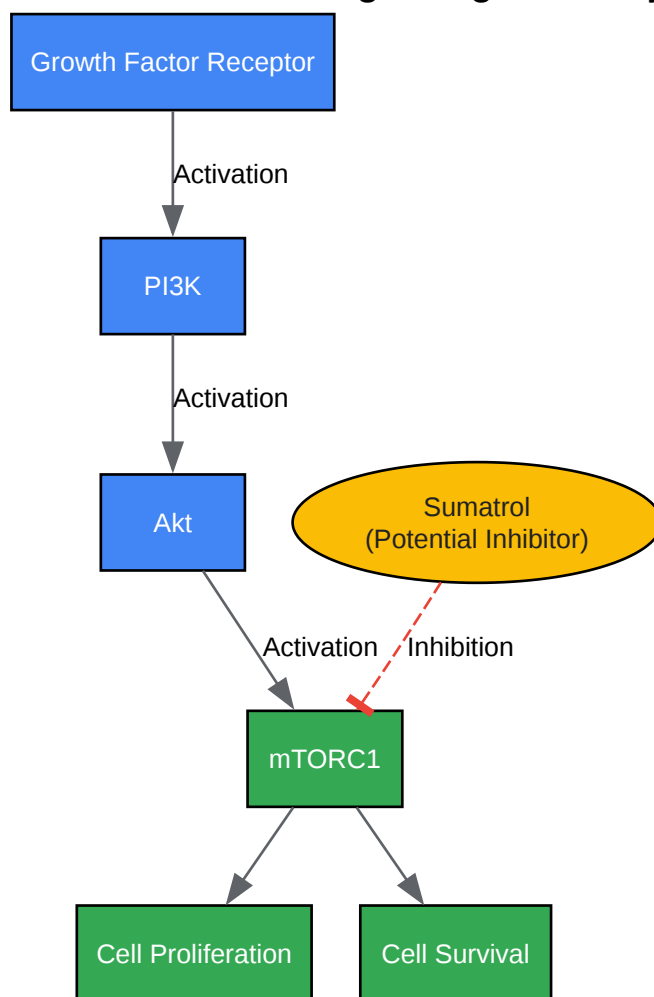 Growth Factor Receptor
Activation
PI3K
Activation
Akt
Sumatrol
(Potential Inhibitor)
Activation
Inhibition
mTORC1
Cell Proliferation
Cell Survival